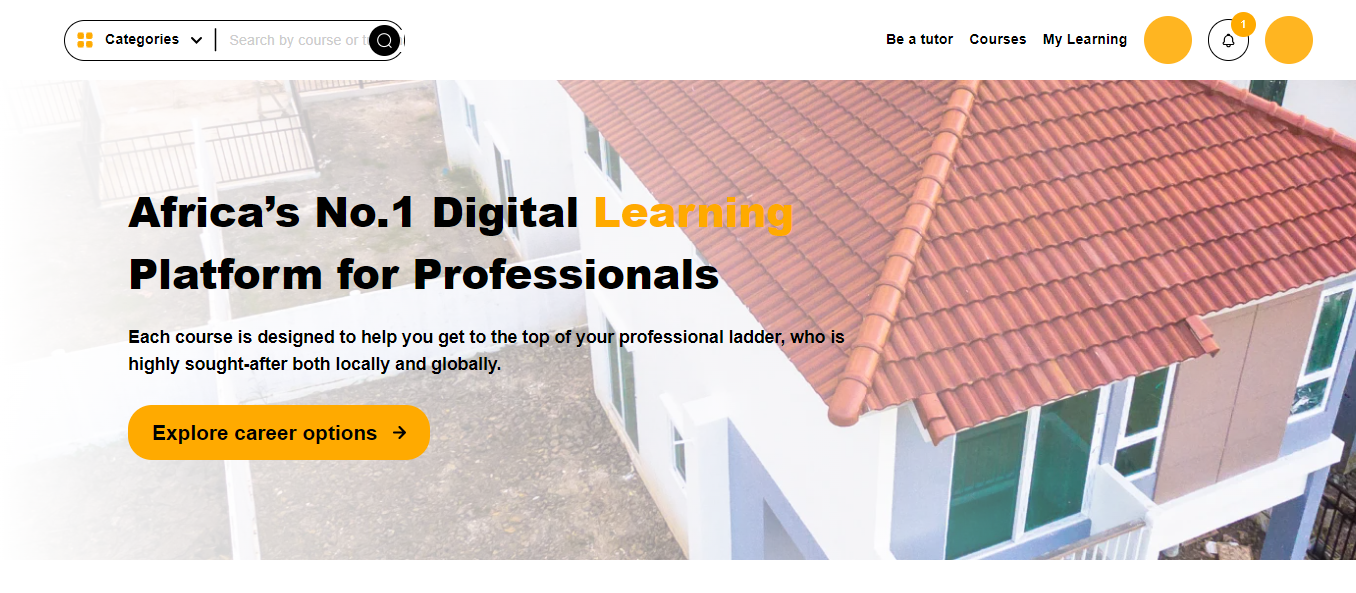 Categories
Search by course or t
Be a tutor
Courses
My Learning
1
Africa’s No.1 Digital Learning
Platform for Professionals
Each course is designed to help you get to the top of your professional ladder, who is
highly sought-after both locally and globally.
Explore career options